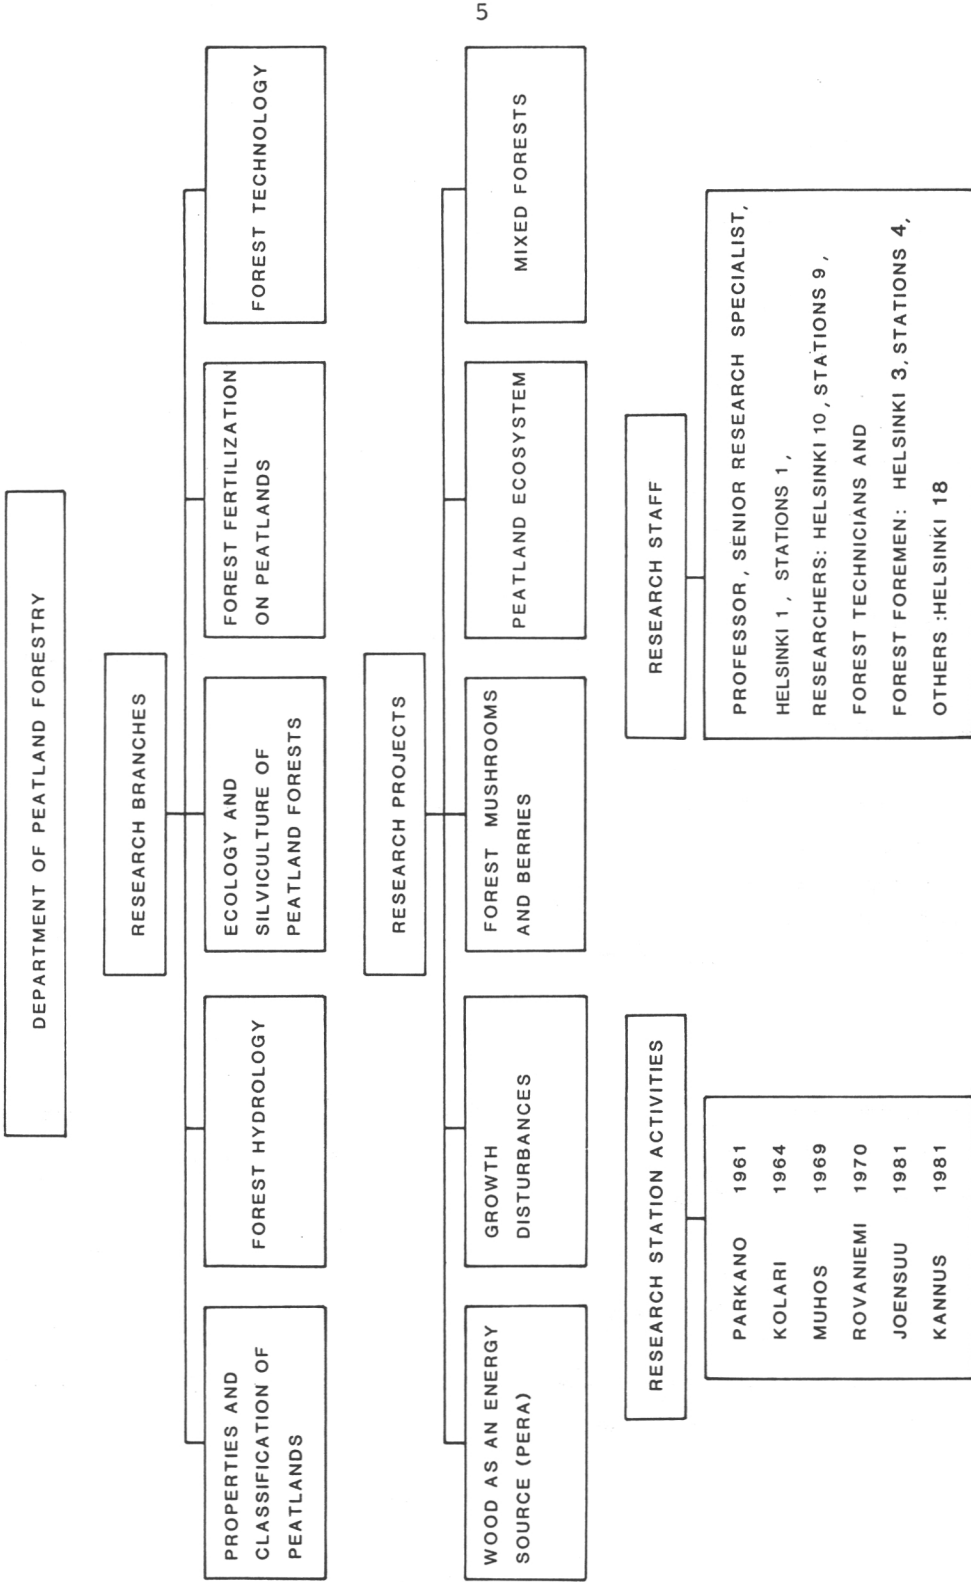 5
DEPARTMENT OF PEATLAND FORESTRY
RESEARCH BRANCHES
PROPERTIES AND
CLASSIFICATION OF
PEATLANDS
FOREST HYDROLOGY
ECOLOGY AND
SILVICULTURE OF
PEATLAND FORESTS
FOREST FERTILIZATION
ON PEATLANDS
FOREST TECHNOLOGY
RESEARCH PROJECTS
WOOD AS AN ENERGY
SOURCE (PERA)
GROWTH
DISTURBANCES
FOREST MUSHROOMS
AND BERRIES
PEATLAND ECOSYSTEM
MIXED FORESTS
RESEARCH STATION ACTIVITIES
PARKANO 1961
KOLARI 1964
MUHOS 1969
ROVANIEMI 1970
JOENSUU 1981
KANNUS 1981
RESEARCH STAFF
PROFESSOR, SENIOR RESEARCH SPECIALIST,
HELSINKI 1, STATIONS 1,
RESEARCHERS: HELSINKI 10, STATIONS 9,
FOREST TECHNICIANS AND
FOREST FOREMEN: HELSINKI 3, STATIONS 4,
OTHERS :HELSINKI 18